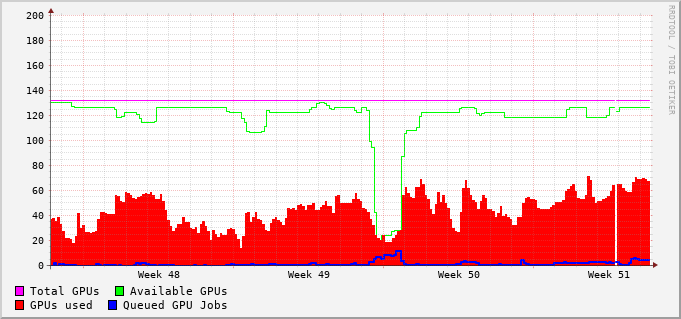 RRDTOOL / TOBI OETIKER
200
180
160
140
120
100
80
60
40
20
0
Week 48 Week 49 Week 50 Week 51
Total GPUs Available GPUs
GPUs used Queued GPU Jobs